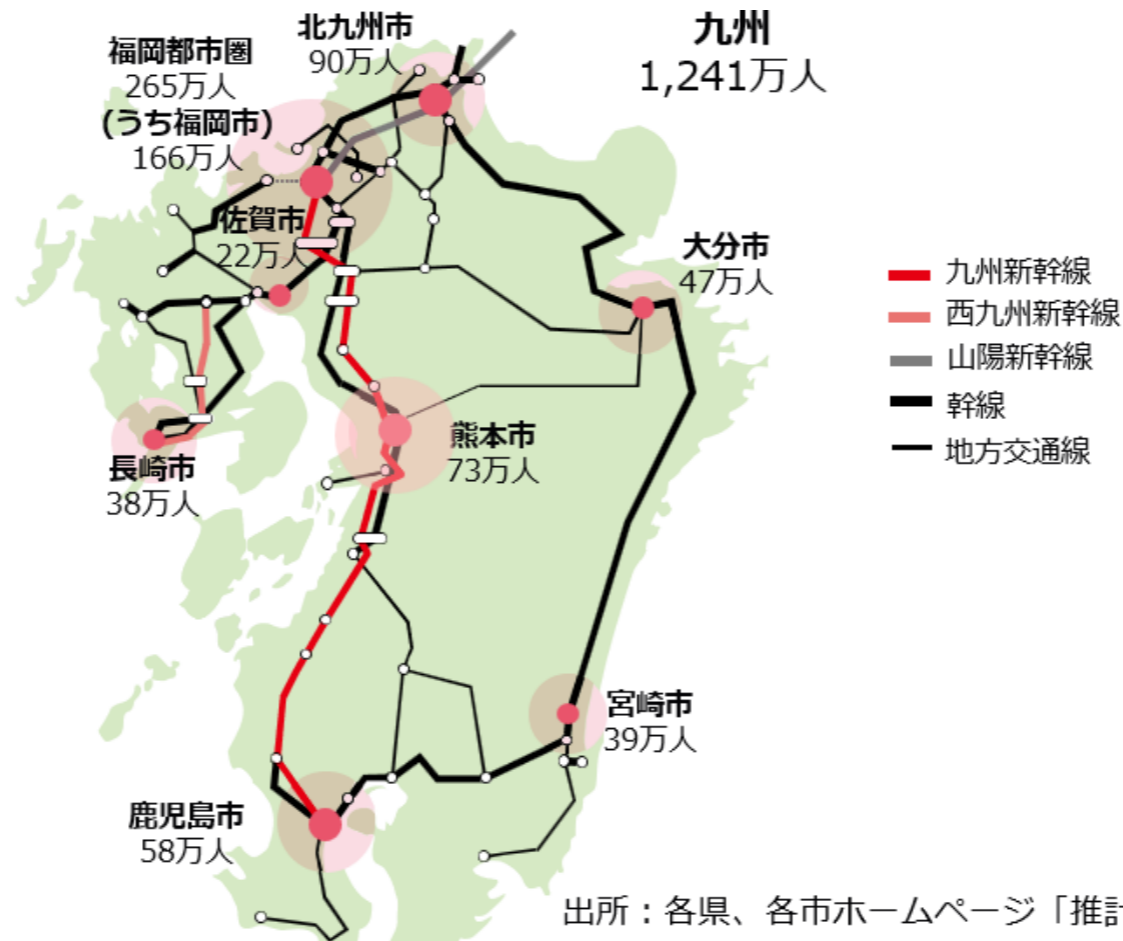 九州
1,241万人
北九州市
90万人
福岡都市圏
265万人
(うち福岡市)
166万人
佐賀市
22万人
大分市
47万人
九州新幹線
西九州新幹線
山陽新幹線
幹線
地方交通線
長崎市
38万人
熊本市
73万人
宮崎市
39万人
鹿児島市
58万人
出所：各県、各市ホームページ「推計